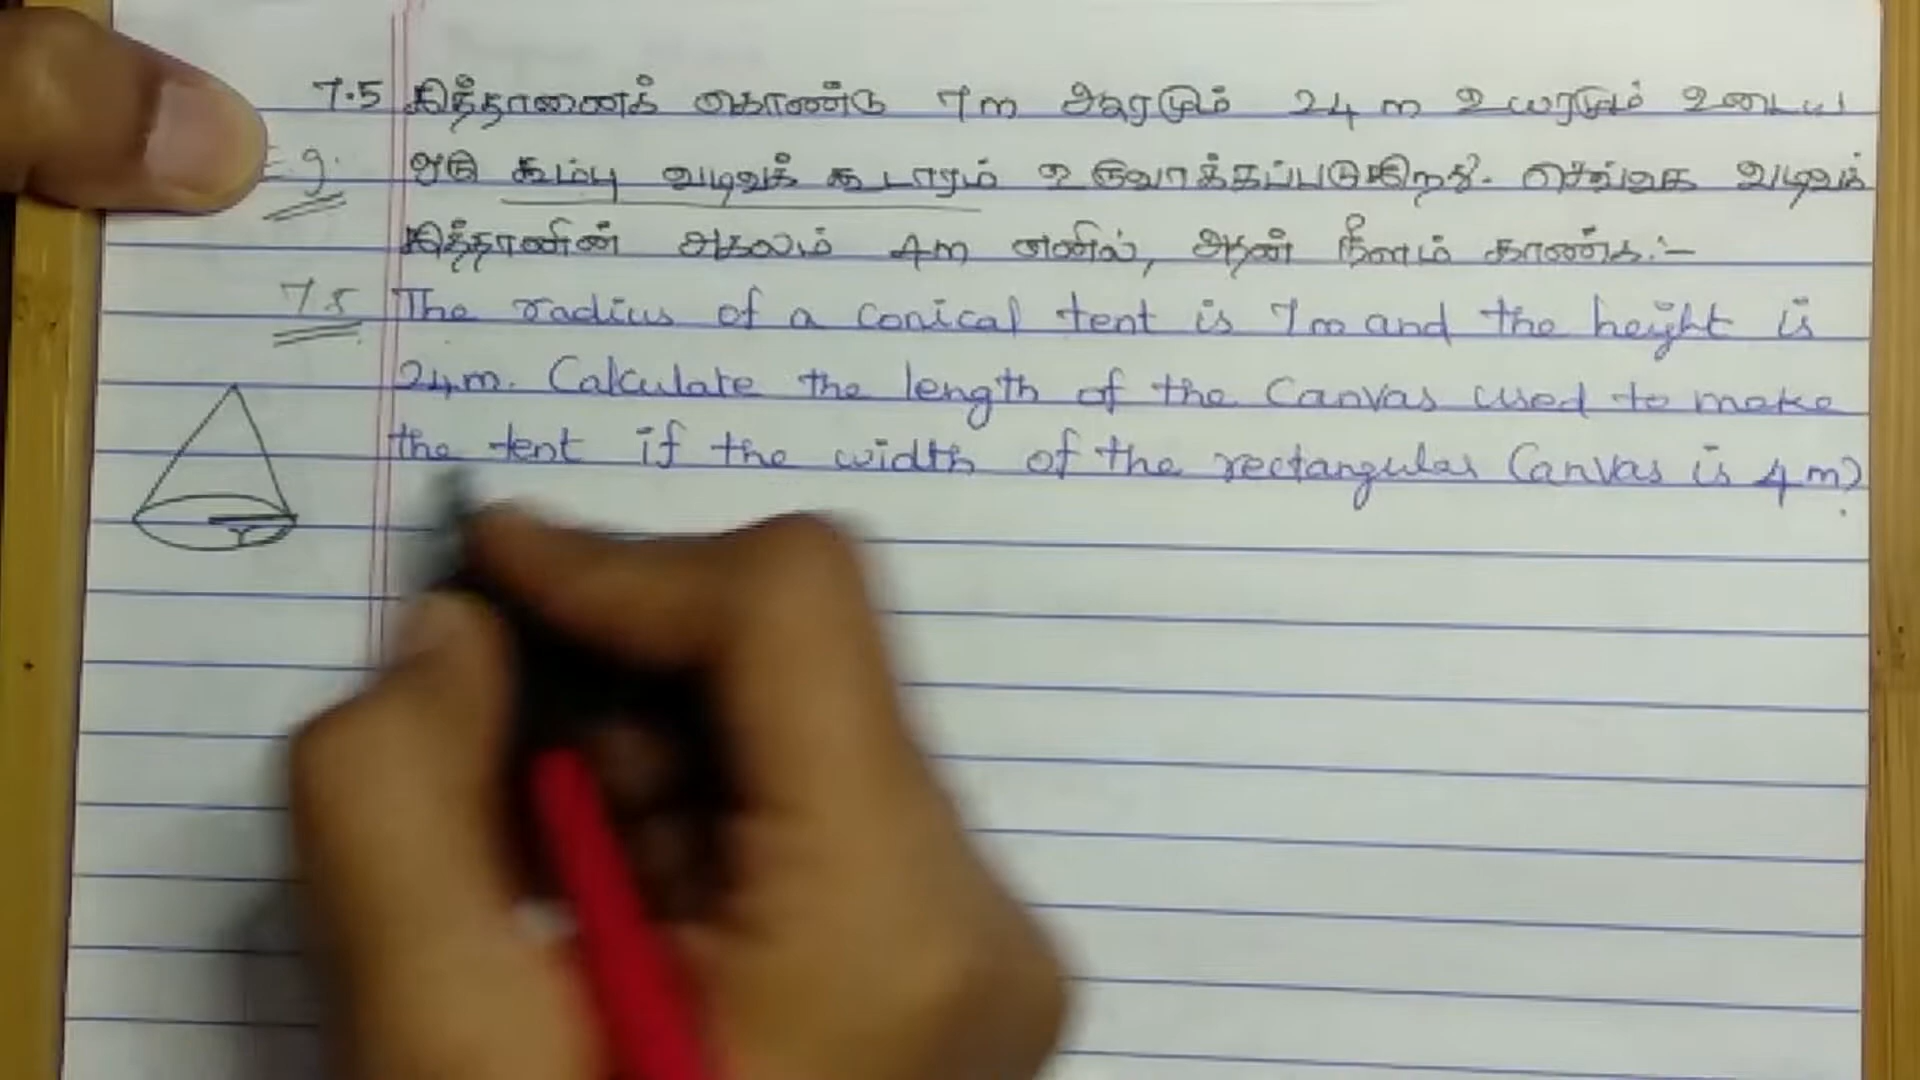 7.5 கித்தானைக் கொண்டு 7m ஆரமும் 24 m உயரமும் உடைய
Eg. ஒரு கூம்பு வடிவக் கூடாரம் உருவாக்கப்படுகிறது. செவ்வக வடிவக்
கித்தானின் அகலம் 4m எனில், அதன் நீளம் காண்க:-
7.5 The radius of a conical tent is 7m and the height is
24m. Calculate the length of the Canvas used to make
the tent if the width of the rectangular Canvas is 4m?
r